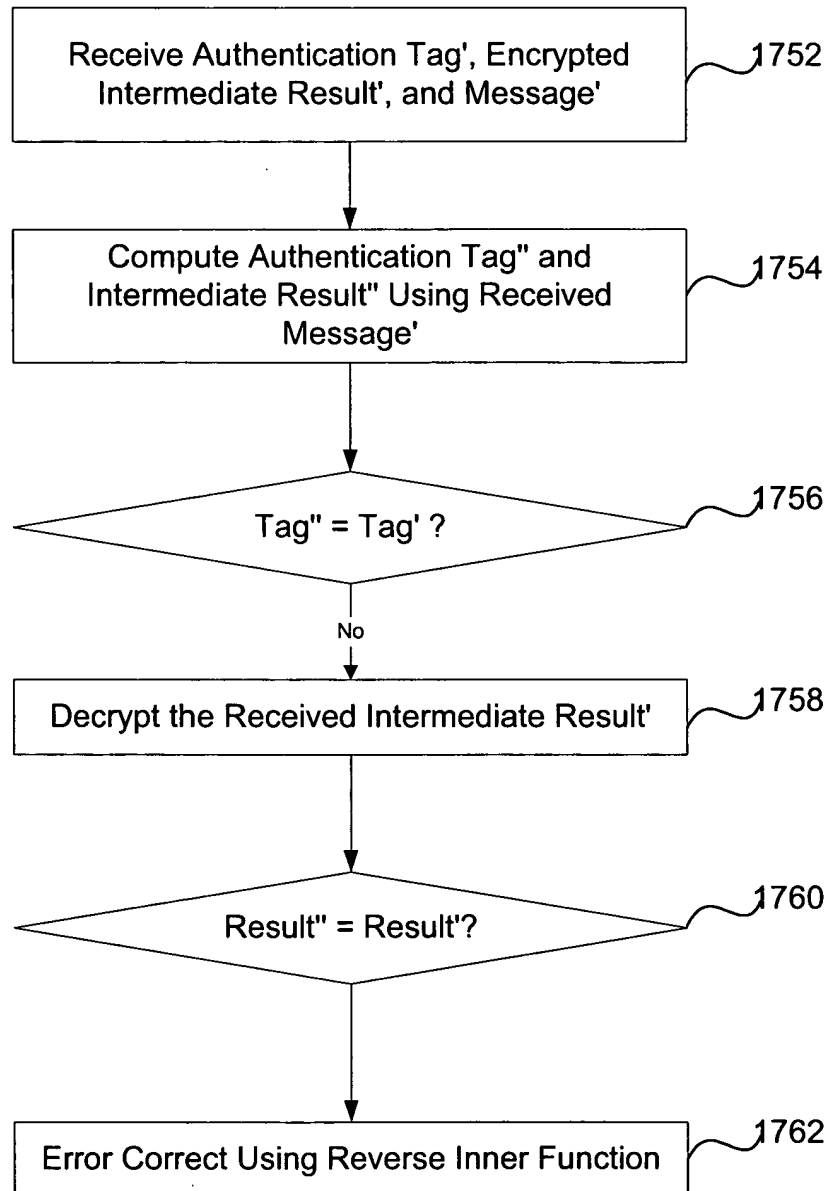 Receive Authentication Tag', Encrypted
Intermediate Result', and Message'
1752
Compute Authentication Tag" and
Intermediate Result" Using Received
Message'
1754
Tag" = Tag' ?
1756
No
Decrypt the Received Intermediate Result'
1758
Result" = Result'?
1760
Error Correct Using Reverse Inner Function
1762